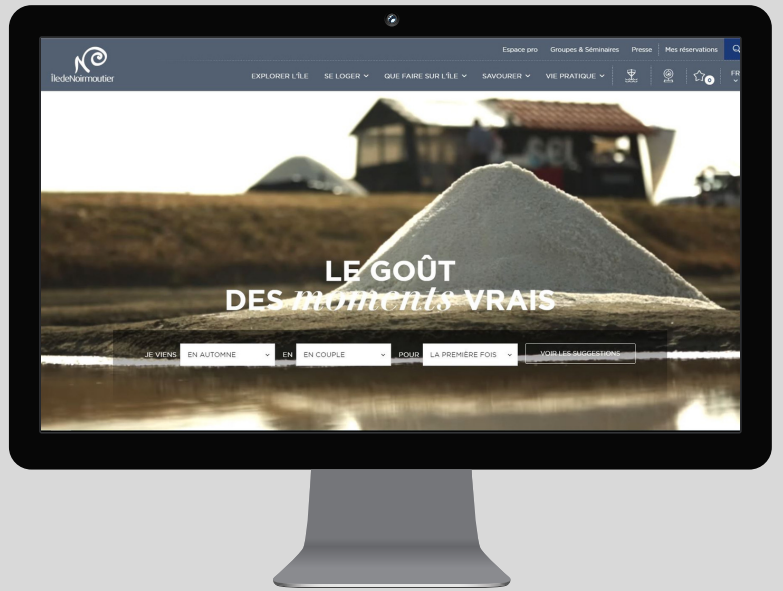 îledeNoirmoutier
Espace pro Groupes & Séminaires Presse Mes réservations
EXPLORER L'ÎLE SE LOGER QUE FAIRE SUR L'ÎLE SAVOURER VIE PRATIQUE 0 FR
sel
LE GOÛT
DES moments VRAIS
JE VIENS EN AUTOMNE EN EN COUPLE POUR LA PREMIÈRE FOIS VOIR LES SUGGESTIONS